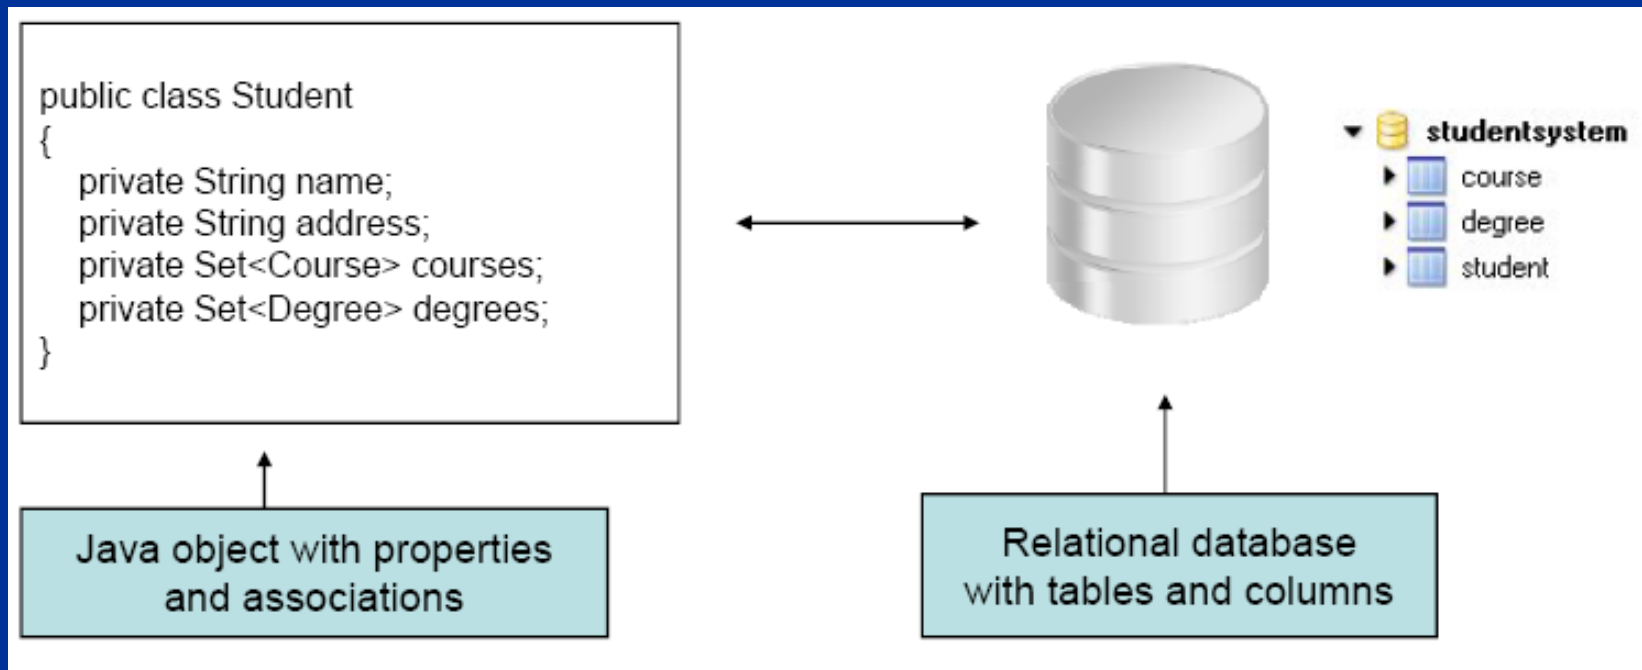 public class Student
{
private String name;
private String address;
private Set<Course> courses;
private Set<Degree> degrees;
}
studentsystem
course
degree
student
Java object with properties
and associations
Relational database
with tables and columns